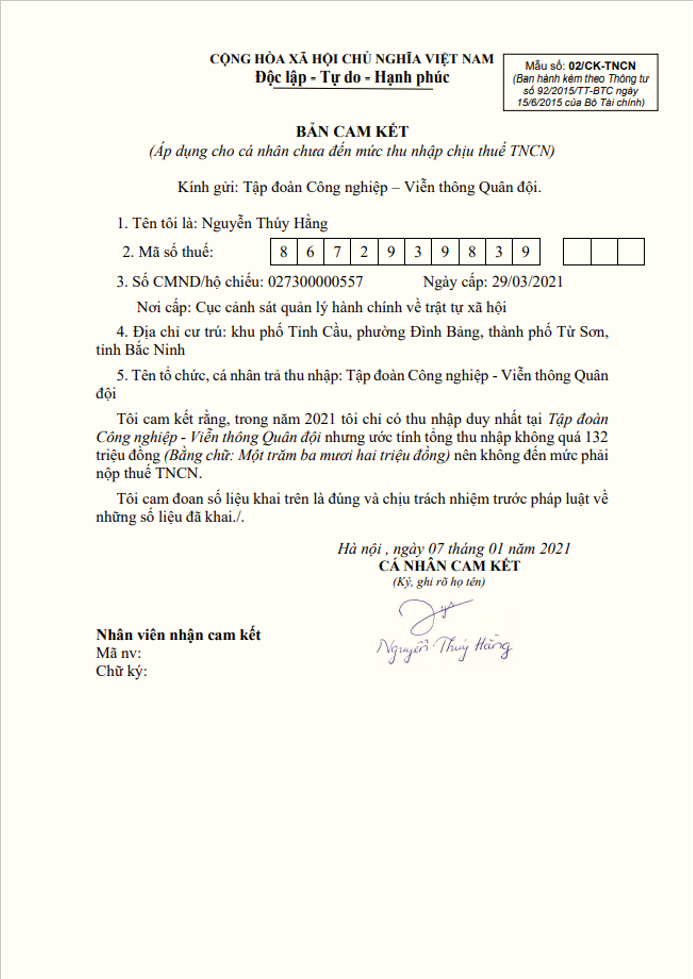 CỘNG HÒA XÃ HỘI CHỦ NGHĨA VIỆT NAM
Độc lập - Tự do - Hạnh phúc
Mẫu số: 02/CK-TNCN
(Ban hành kèm theo Thông tư
số 92/2015/TT-BTC ngày
15/6/2015 của Bộ Tài chính)
BẢN CAM KẾT
(Áp dụng cho cá nhân chưa đến mức thu nhập chịu thuế TNCN)
Kính gửi: Tập đoàn Công nghiệp – Viễn thông Quân đội.
1. Tên tôi là: Nguyễn Thúy Hằng
2. Mã số thuế: 8 6 7 2 9 3 9 8 3 9
3. Số CMND/hộ chiếu: 027300000557 Ngày cấp: 29/03/2021
Nơi cấp: Cục cảnh sát quản lý hành chính về trật tự xã hội
4. Địa chỉ cư trú: khu phố Tỉnh Cầu, phường Đình Bảng, thành phố Từ Sơn,
tỉnh Bắc Ninh
5. Tên tổ chức, cá nhân trả thu nhập: Tập đoàn Công nghiệp - Viễn thông Quân
đội
Tôi cam kết rằng, trong năm 2021 tôi chỉ có thu nhập duy nhất tại Tập đoàn
Công nghiệp - Viễn thông Quân đội nhưng ước tính tổng thu nhập không quá 132
triệu đồng (Bằng chữ: Một trăm ba mươi hai triệu đồng) nên không đến mức phải
nộp thuế TNCN.
Tôi cam đoan số liệu khai trên là đúng và chịu trách nhiệm trước pháp luật về
những số liệu đã khai./.
Hà nội , ngày 07 tháng 01 năm 2021
CÁ NHÂN CAM KẾT
(Ký, ghi rõ họ tên)
Nguyễn Thúy Hằng
Nhân viên nhận cam kết
Mã nv:
Chữ ký: